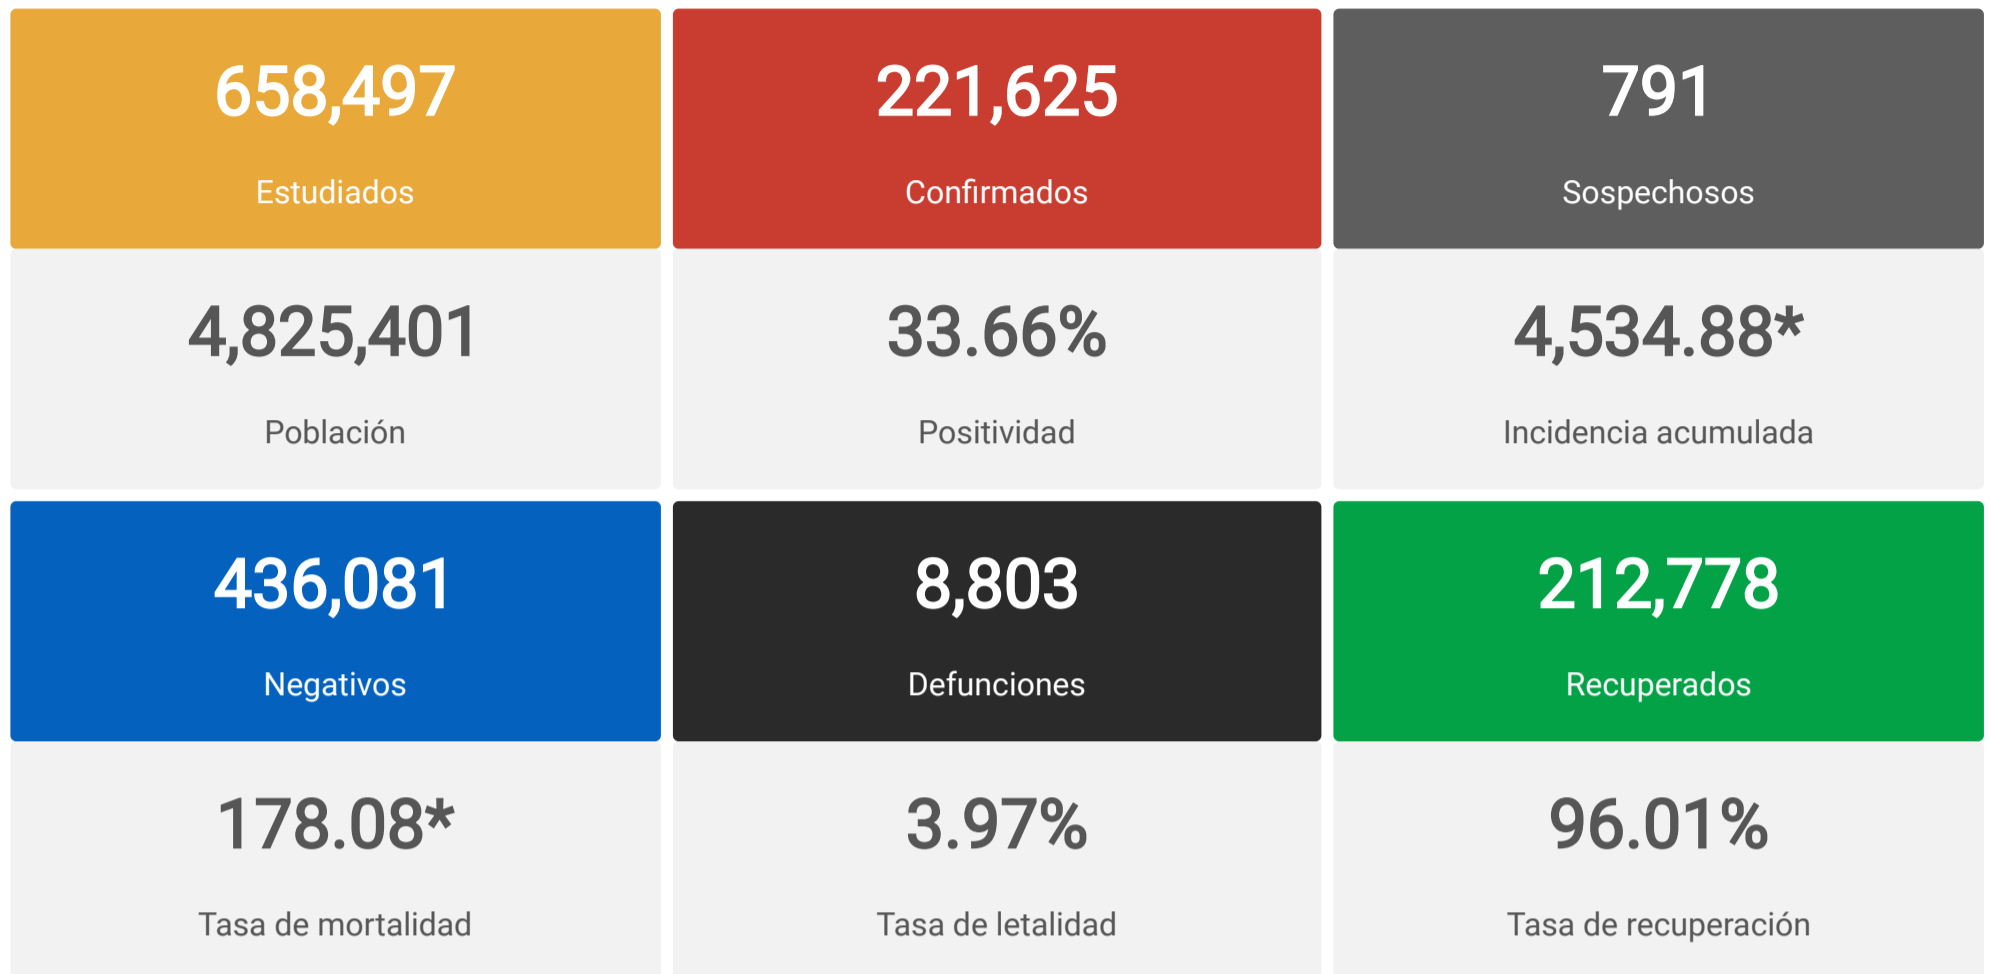 658,497
Estudiados
221,625
Confirmados
791
Sospechosos
4,825,401
Población
33.66%
Positividad
4,534.88*
Incidencia acumulada
436,081
Negativos
8,803
Defunciones
212,778
Recuperados
178.08*
Tasa de mortalidad
3.97%
Tasa de letalidad
96.01%
Tasa de recuperación